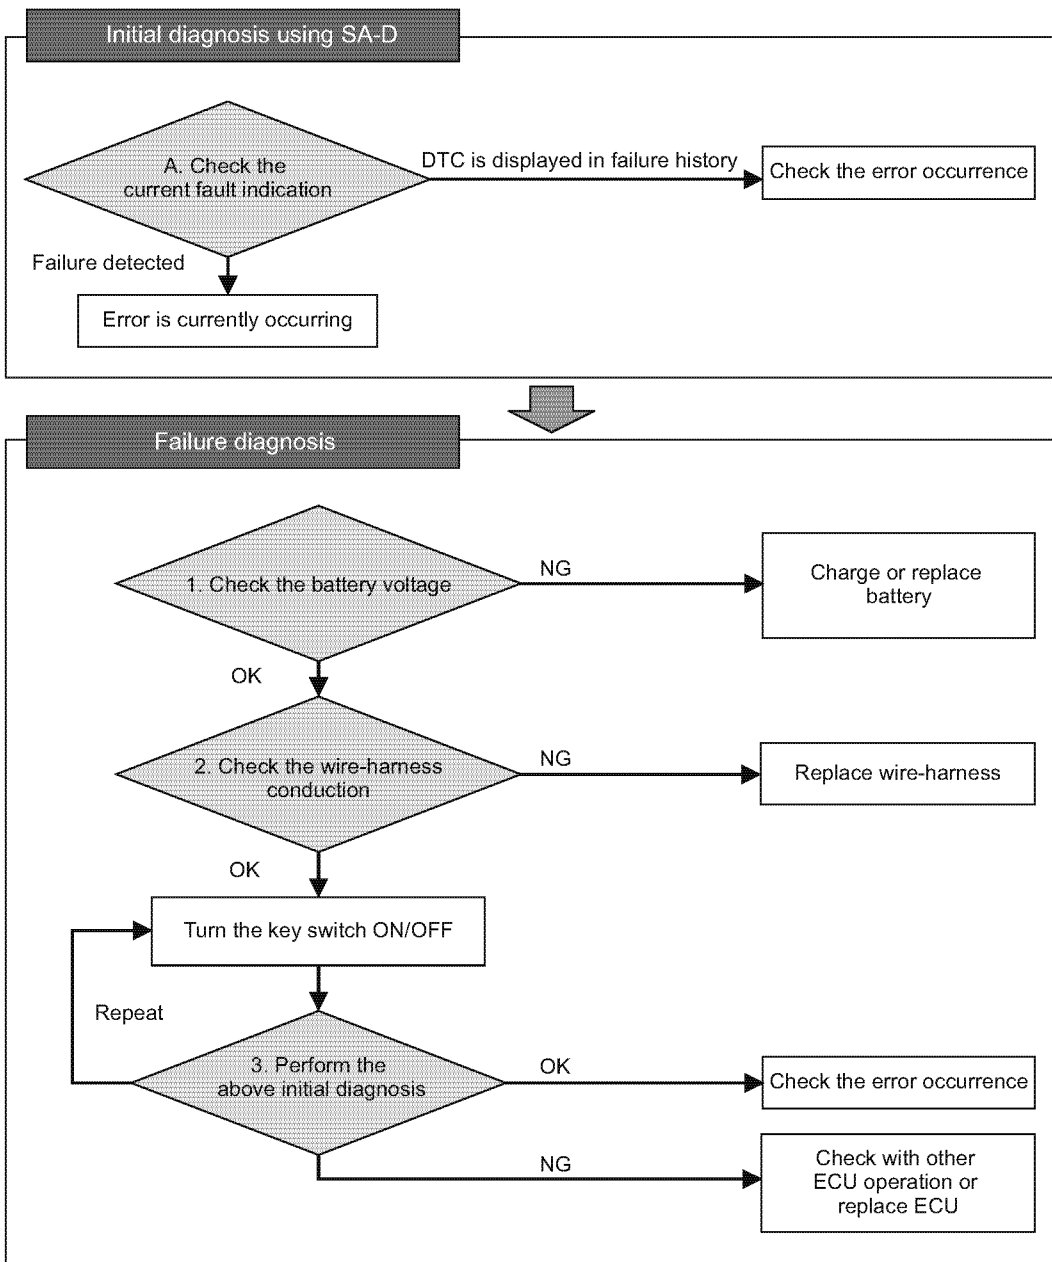 Initial diagnosis using SA-D
A. Check the
current fault indication
DTC is displayed in failure history
Check the error occurrence
Failure detected
Error is currently occurring
Failure diagnosis
1. Check the battery voltage
NG
Charge or replace
battery
OK
2. Check the wire-harness
conduction
NG
Replace wire-harness
OK
Turn the key switch ON/OFF
Repeat
3. Perform the
above initial diagnosis
OK
Check the error occurrence
NG
Check with other
ECU operation or
replace ECU